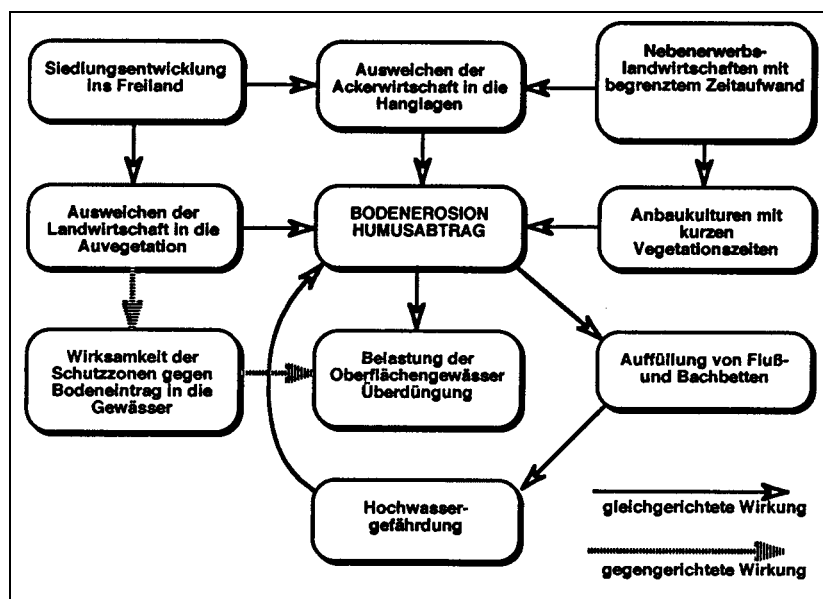 Siedlungsentwicklung
ins Freiland
Ausweichen der
Ackerwirtschaft in die
Hanglagen
Nebenerwerbs-
landwirtschaften mit
begrenztem Zeitaufwand
Ausweichen der
Landwirtschaft in die
Auvegetation
BODENEROSION
HUMUSABTRAG
Anbaukulturen mit
kurzen
Vegetationszeiten
Wirksamkeit der
Schutzzonen gegen
Bodeneintrag in die
Gewässer
Belastung der
Oberflächengewässer
Überdüngung
Auffüllung von Fluß-
und Bachbetten
Hochwasser-
gefährdung
gleichgerichtete Wirkung
gegengerichtete Wirkung